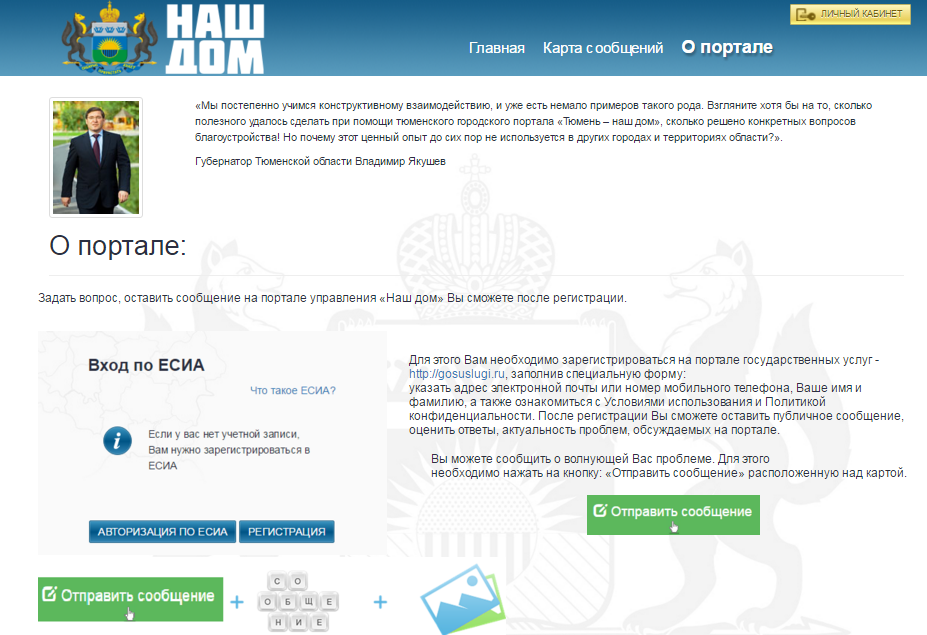 НАШ
ДОМ
ЛИЧНЫЙ КАБИНЕТ
Главная Карта сообщений О портале
«Мы постепенно учимся конструктивному взаимодействию, и уже есть немало примеров такого рода. Взгляните хотя бы на то, сколько
полезного удалось сделать при помощи тюменского городского портала «Тюмень – наш дом», сколько решено конкретных вопросов
благоустройства! Но почему этот ценный опыт до сих пор не используется в других городах и территориях области?».
Губернатор Тюменской области Владимир Якушев
О портале:
Задать вопрос, оставить сообщение на портале управления «Наш дом» Вы сможете после регистрации.
Вход по ЕСИА
Что такое ЕСИА?
Если у вас нет учетной записи,
Вам нужно зарегистрироваться в
ЕСИА
АВТОРИЗАЦИЯ ПО ЕСИА РЕГИСТРАЦИЯ
Для этого Вам необходимо зарегистрироваться на портале государственных услуг -
http://gosuslugi.ru, заполнив специальную форму:
указать адрес электронной почты или номер мобильного телефона, Ваше имя и
фамилию, а также ознакомиться с Условиями использования и Политикой
конфиденциальности. После регистрации Вы сможете оставить публичное сообщение,
оценить ответы, актуальность проблем, обсуждаемых на портале.
Вы можете сообщить о волнующей Вас проблеме. Для этого
необходимо нажать на кнопку: «Отправить сообщение» расположенную над картой.
Отправить сообщение
Отправить сообщение + +
С О
О Б Щ Е
Н И Е